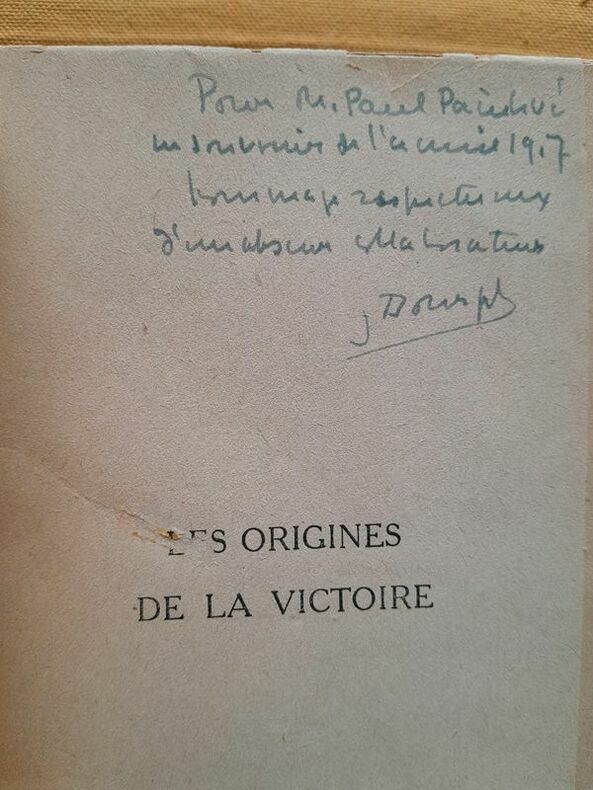 Pour M. Paul Painlevé
en souvenir de l'année 1917
hommage respectueux
d'un obscur collaborateur
LES ORIGINES
DE LA VICTOIRE